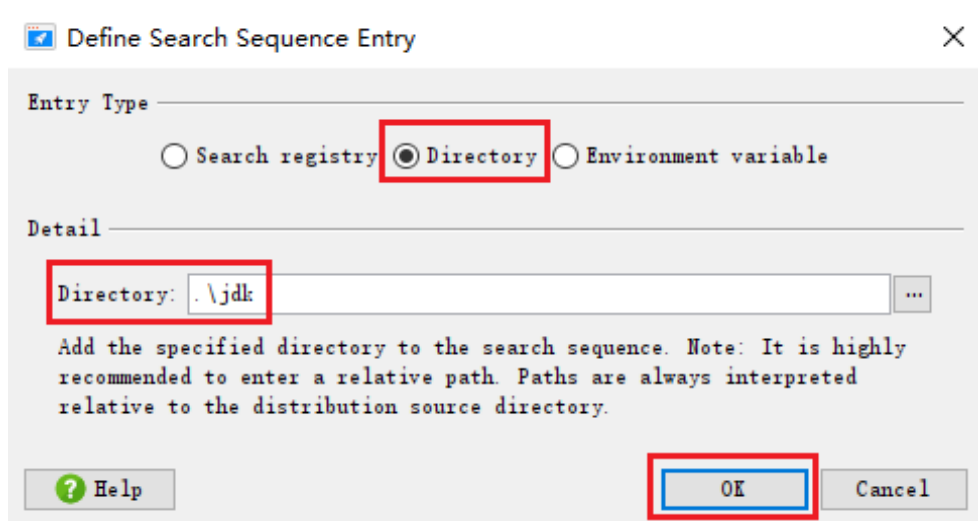 Define Search Sequence Entry
Entry Type
Search registry Directory Environment variable
Detail
Directory: .\jdk ...
Add the specified directory to the search sequence. Note: It is highly
recommended to enter a relative path. Paths are always interpreted
relative to the distribution source directory.
Help OK Cancel